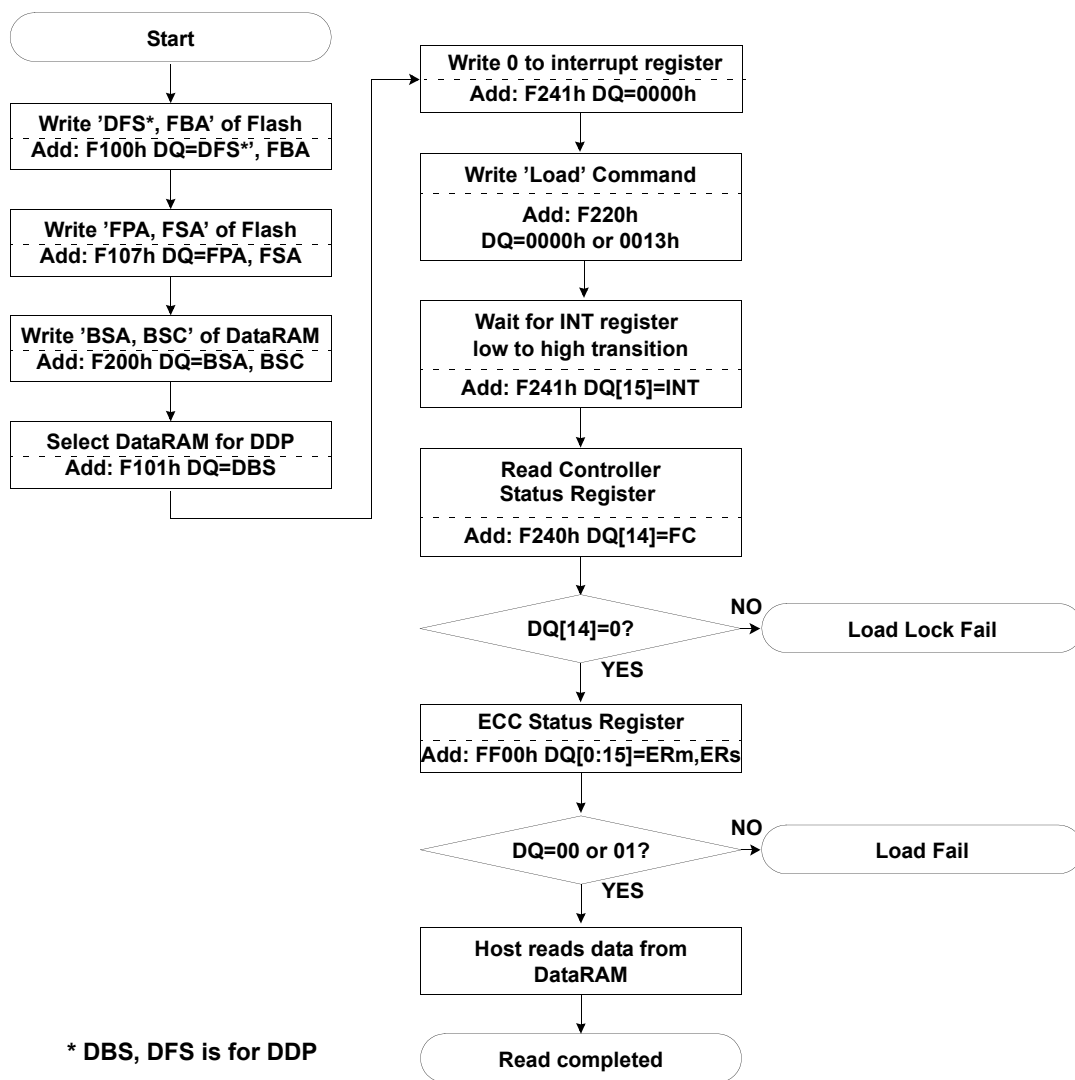 Start
Write ’DFS*, FBA’ of Flash
Add: F100h DQ=DFS*’, FBA
Write ’FPA, FSA’ of Flash
Add: F107h DQ=FPA, FSA
Write ’BSA, BSC’ of DataRAM
Add: F200h DQ=BSA, BSC
Select DataRAM for DDP
Add: F101h DQ=DBS
Write 0 to interrupt register
Add: F241h DQ=0000h
Write ’Load’ Command
Add: F220h
DQ=0000h or 0013h
Wait for INT register
low to high transition
Add: F241h DQ[15]=INT
Read Controller
Status Register
Add: F240h DQ[14]=FC
DQ[14]=0?
NO
Load Lock Fail
YES
ECC Status Register
Add: FF00h DQ[0:15]=ERm,ERs
DQ=00 or 01?
NO
Load Fail
YES
Host reads data from
DataRAM
Read completed
* DBS, DFS is for DDP